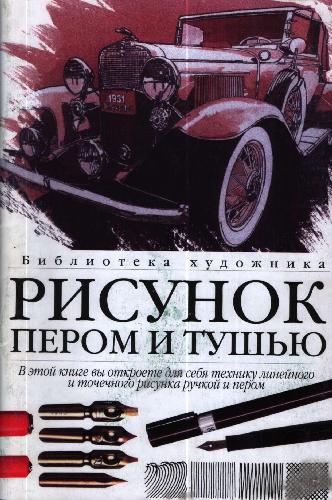 1931
Библиотека художника
РИСУНОК
ПЕРОМ И ТУШЬЮ
В этой книге вы откроете для себя технику линейного
и точечного рисунка ручкой и пером